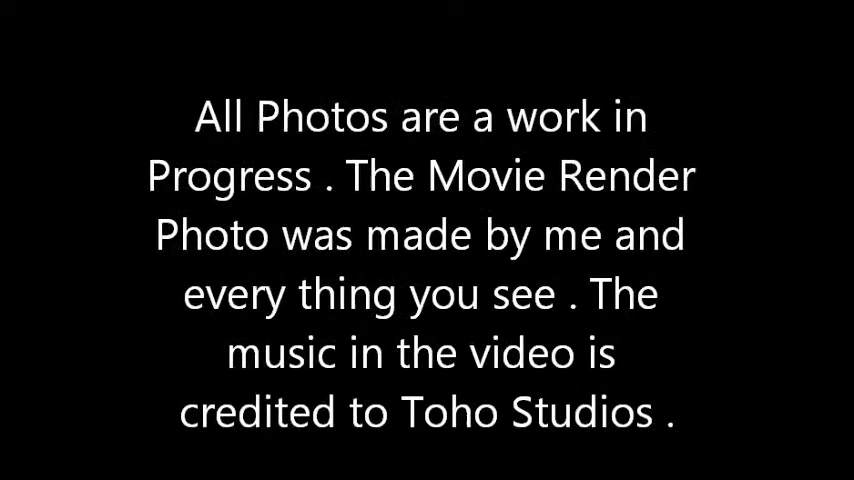 All Photos are a work in
Progress . The Movie Render
Photo was made by me and
every thing you see . The
music in the video is
credited to Toho Studios .